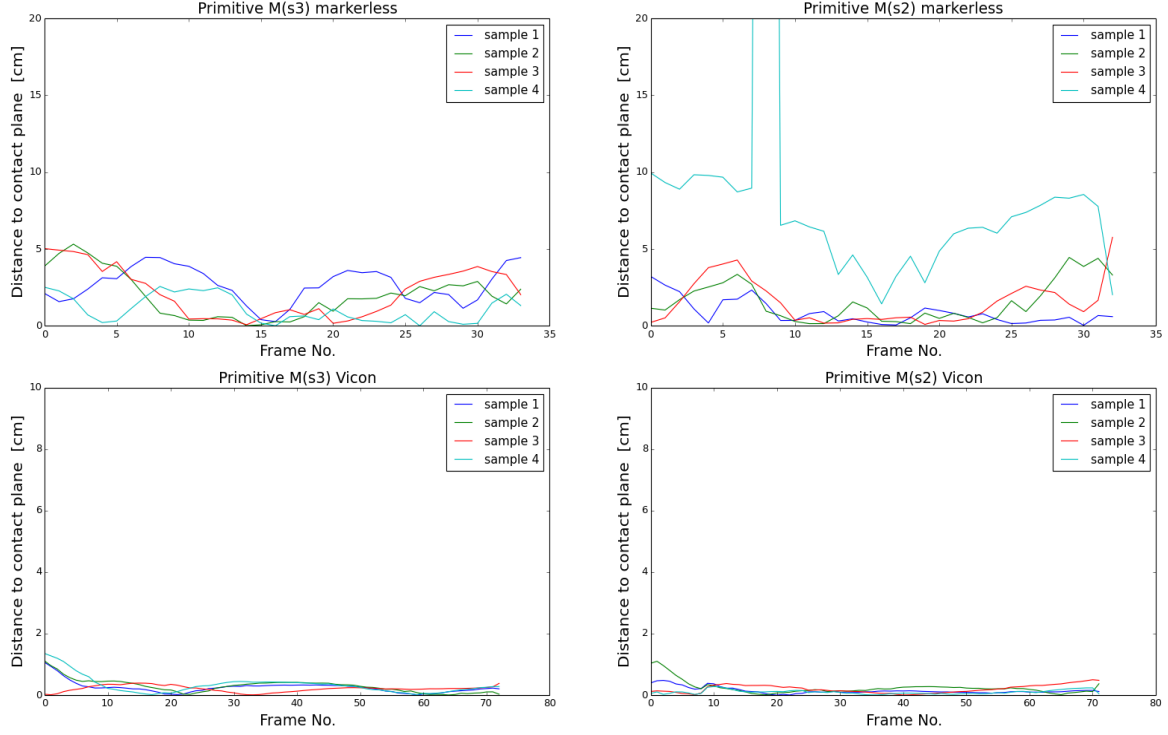 Primitive M(s3) markerless
20
15
10
5
0
Distance to contact plane [cm]
sample 1
sample 2
sample 3
sample 4
0 5 10 15 20 25 30 35
Frame No.
Primitive M(s2) markerless
20
15
10
5
0
Distance to contact plane [cm]
sample 1
sample 2
sample 3
sample 4
0 5 10 15 20 25 30 35
Frame No.
Primitive M(s3) Vicon
10
8
6
4
2
0
Distance to contact plane [cm]
sample 1
sample 2
sample 3
sample 4
0 10 20 30 40 50 60 70 80
Frame No.
Primitive M(s2) Vicon
10
8
6
4
2
0
Distance to contact plane [cm]
sample 1
sample 2
sample 3
sample 4
0 10 20 30 40 50 60 70 80
Frame No.